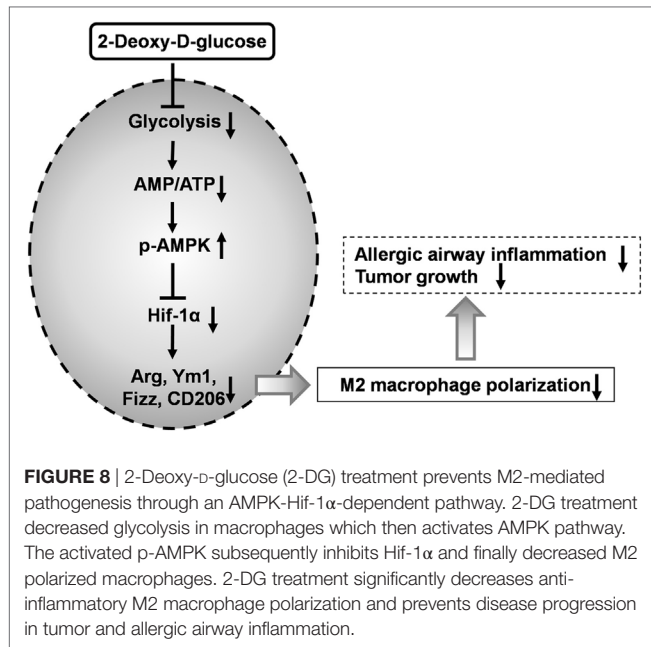 2-Deoxy-D-glucose
Glycolysis ↓
AMP/ATP ↓
p-AMPK ↑
Hif-1α ↓
Arg, Ym1,
Fizz, CD206 ↓
Allergic airway inflammation ↓
Tumor growth ↓
M2 macrophage polarization ↓
FIGURE 8 | 2-Deoxy-D-glucose (2-DG) treatment prevents M2-mediated
pathogenesis through an AMPK-Hif-1α-dependent pathway. 2-DG treatment
decreased glycolysis in macrophages which then activates AMPK pathway.
The activated p-AMPK subsequently inhibits Hif-1α and finally decreased M2
polarized macrophages. 2-DG treatment significantly decreases anti-
inflammatory M2 macrophage polarization and prevents disease progression
in tumor and allergic airway inflammation.